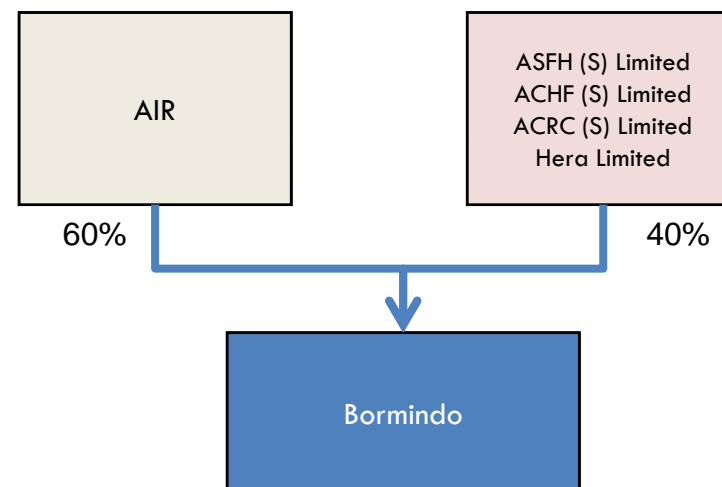 AIR
ASFH (S) Limited
ACHF (S) Limited
ACRC (S) Limited
Hera Limited
60%
40%
Bormindo